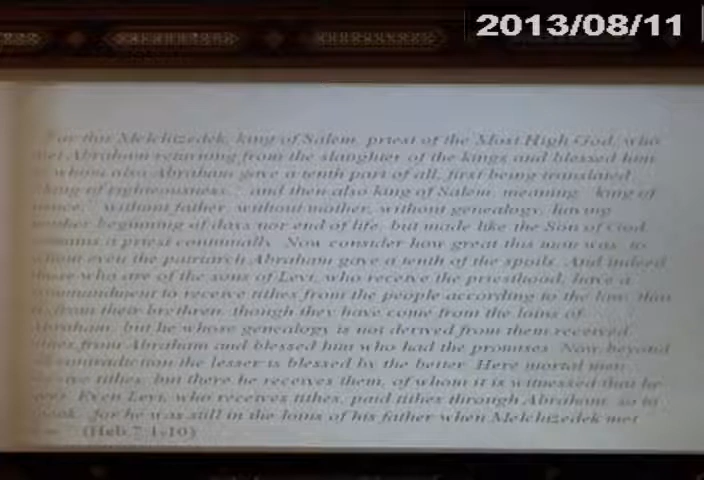 2013/08/11
For this Melchizedek, king of Salem, priest of the Most High God, who
met Abraham returning from the slaughter of the kings and blessed him
to whom also Abraham gave a tenth part of all, first being translated
king of righteousness, and then also king of Salem, meaning king of
peace, without father, without mother, without genealogy, having
neither beginning of days nor end of life, but made like the Son of God
remains a priest continually. Now consider how great this man was, to
whom even the patriarch Abraham gave a tenth of the spoils. And indeed
those who are of the sons of Levi, who receive the priesthood, have a
commandment to receive tithes from the people according to the law, that
is, from their brethren, though they have come from the loins of
Abraham, but he whose genealogy is not derived from them received
tithes from Abraham and blessed him who had the promises. Now beyond
all contradiction the lesser is blessed by the better. Here mortal men
receive tithes, but there he receives them, of whom it is witnessed that he
lives. Even Levi, who receives tithes, paid tithes through Abraham, so to
speak, for he was still in the loins of his father when Melchizedek met
(Heb 7:1-10)